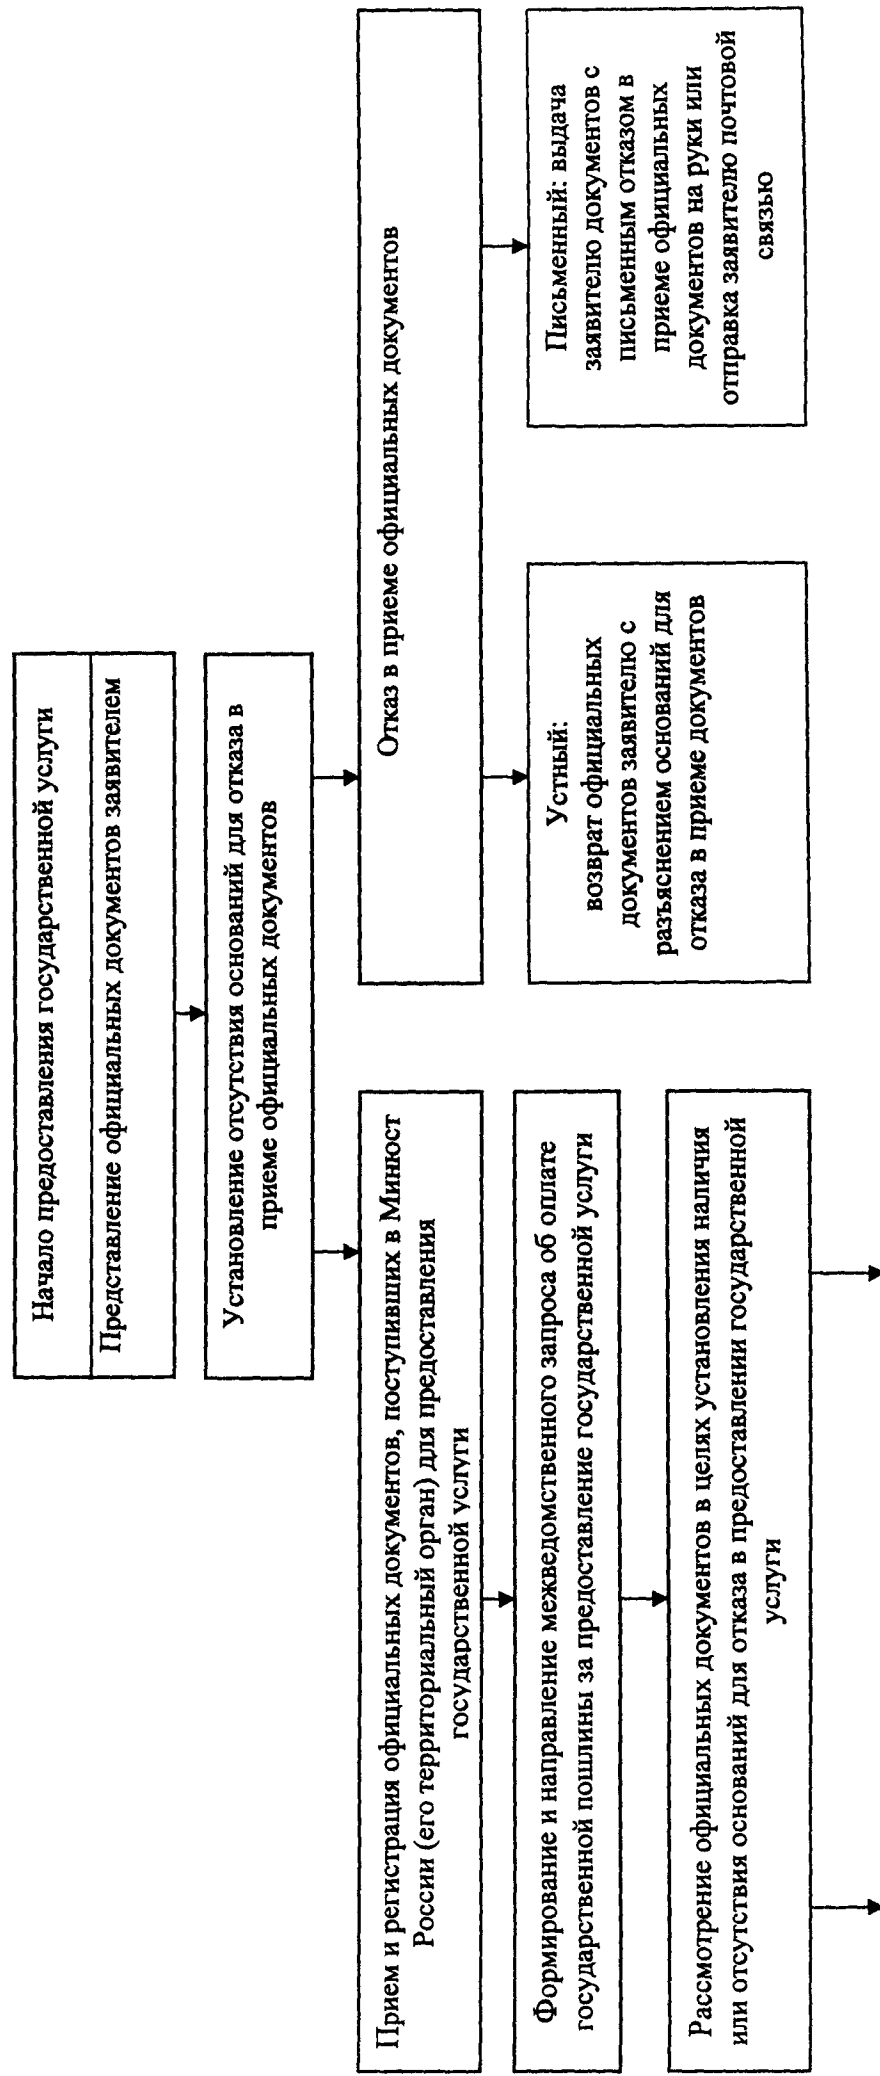 Начало предоставления государственной услуги
Представление официальных документов заявителем
Установление отсутствия оснований для отказа в
приеме официальных документов
Прием и регистрация официальных документов, поступивших в Минюст
России (его территориальный орган) для предоставления
государственной услуги
Отказ в приеме официальных документов
Формирование и направление межведомственного запроса об оплате
государственной пошлины за предоставление государственной услуги
Устный:
возврат официальных
документов заявителю с
разъяснением оснований для
отказа в приеме документов
Письменный: выдача
заявителю документов с
письменным отказом в
приеме официальных
документов на руки или
отправка заявителю почтовой
связью
Рассмотрение официальных документов в целях установления наличия
или отсутствия оснований для отказа в предоставлении государственной
услуги